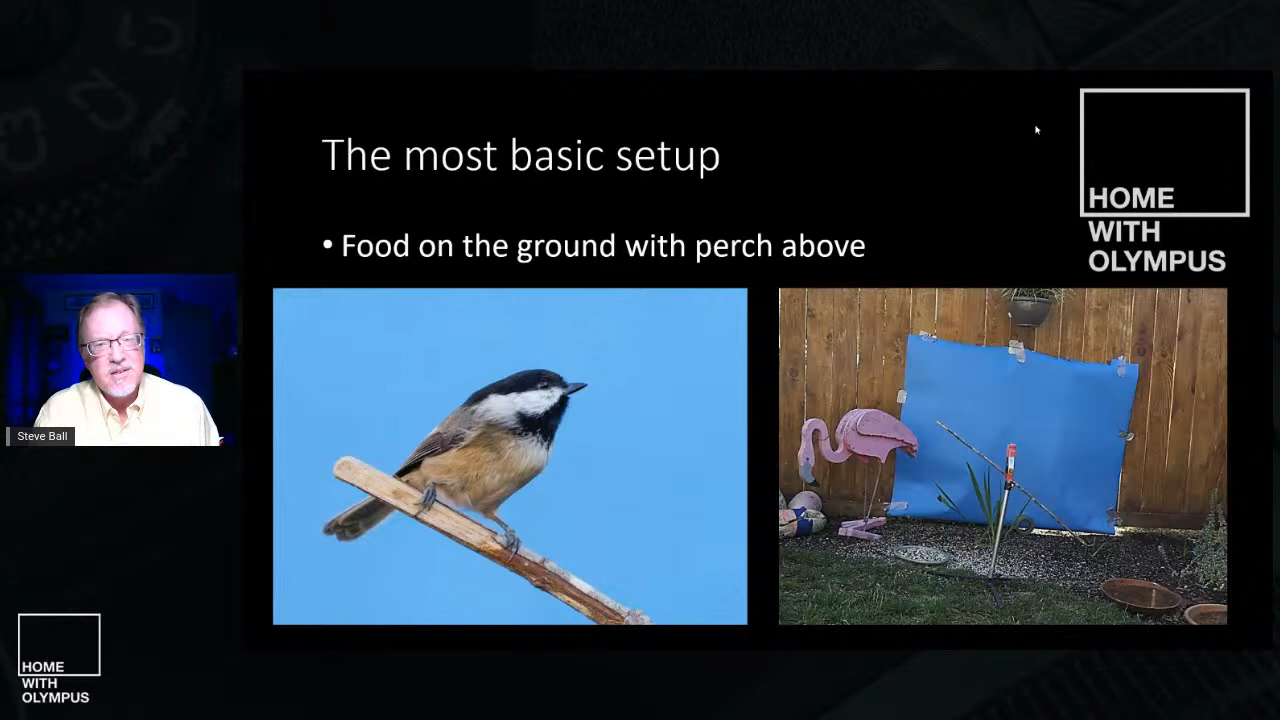 The most basic setup
• Food on the ground with perch above
HOME
WITH
OLYMPUS
Steve Ball
HOME
WITH
OLYMPUS